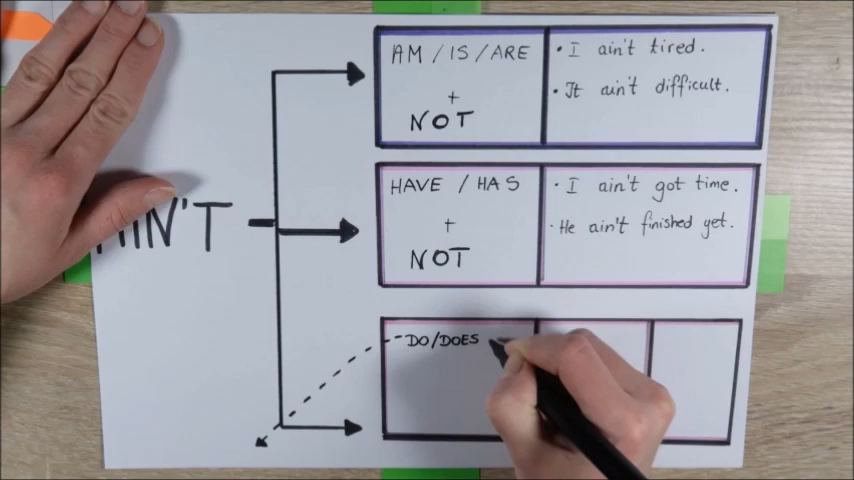 AIN'T
AM / IS / ARE
+
NOT
• I ain't tired.
• It ain't difficult.
HAVE / HAS
+
NOT
• I ain't got time.
• He ain't finished yet.
DO/DOES